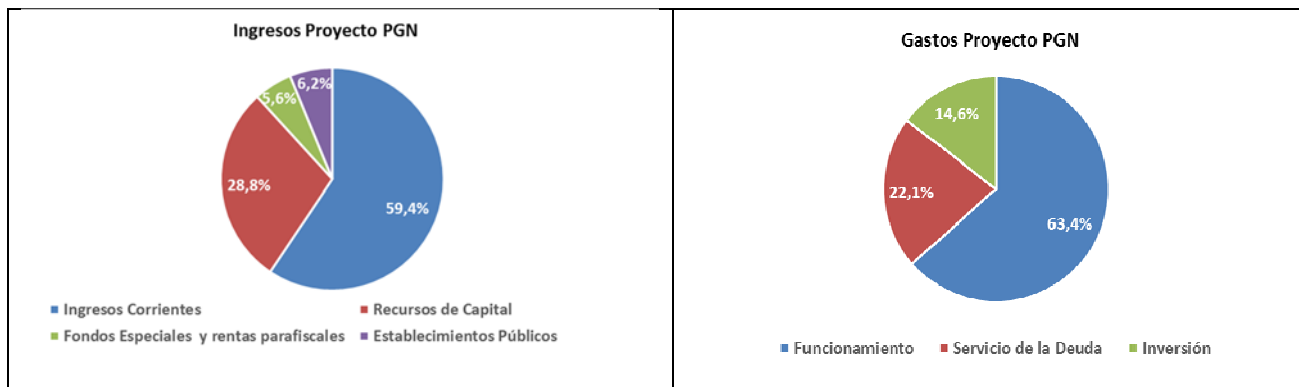 Ingresos Proyecto PGN
6,2%
5,6%
28,8%
59,4%
Ingresos Corrientes
Recursos de Capital
Fondos Especiales y rentas parafiscales
Establecimientos Públicos
Gastos Proyecto PGN
14,6%
22,1%
63,4%
Funcionamiento
Servicio de la Deuda
Inversión